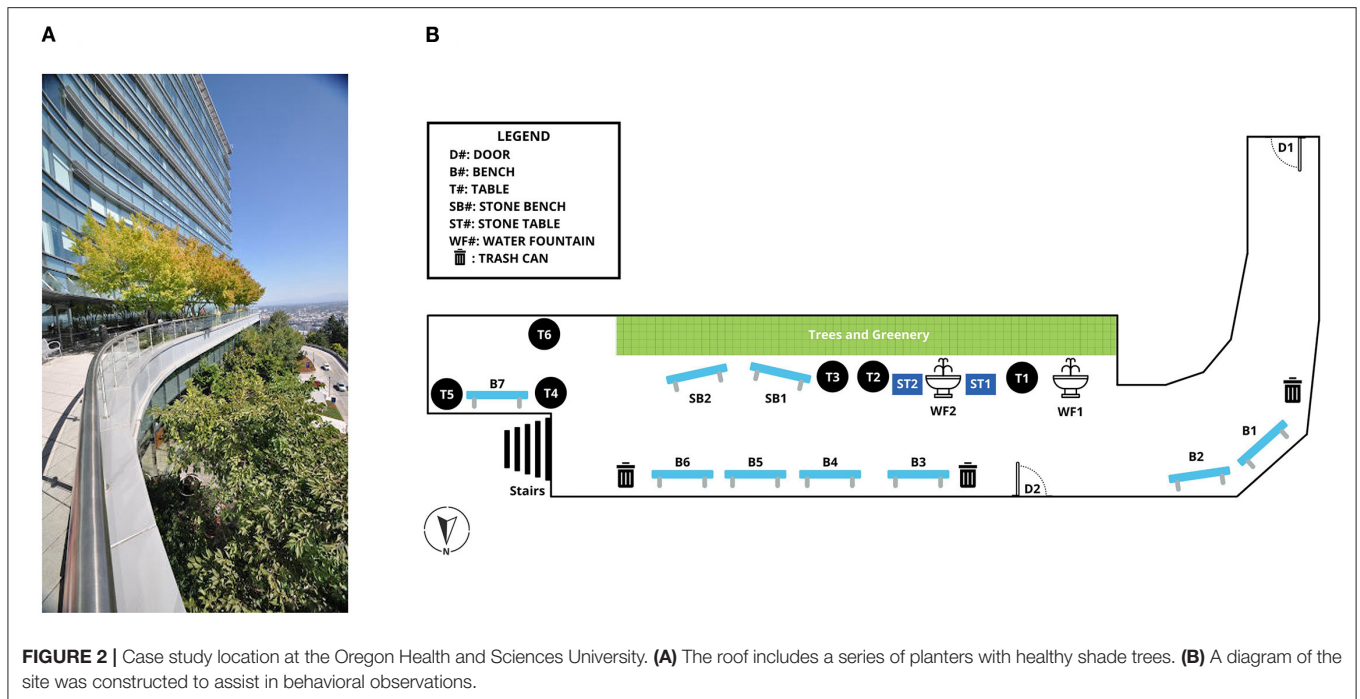 A
B
LEGEND
D#: DOOR
B#: BENCH
T#: TABLE
SB#: STONE BENCH
ST#: STONE TABLE
WF#: WATER FOUNTAIN
: TRASH CAN
D1
T6
Trees and Greenery
T5
B7
T4
SB2
SB1
T3
T2
ST2
WF2
ST1
T1
WF1
B1
B2
Stairs
B6
B5
B4
B3
D2
N
FIGURE 2 | Case study location at the Oregon Health and Sciences University. (A) The roof includes a series of planters with healthy shade trees. (B) A diagram of the
site was constructed to assist in behavioral observations.